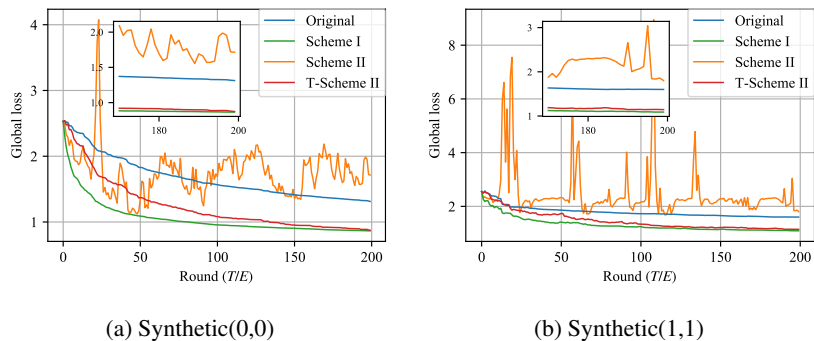 4
3
2
1
Global loss
2.0
1.5
1.0
170
180
190
200
Original
Scheme I
Scheme II
T-Scheme II
0
50
100
150
200
Round (T/E)
(a) Synthetic(0,0)
8
6
4
2
Global loss
3
2
1
180
200
Original
Scheme I
Scheme II
T-Scheme II
0
50
100
150
200
Round (T/E)
(b) Synthetic(1,1)